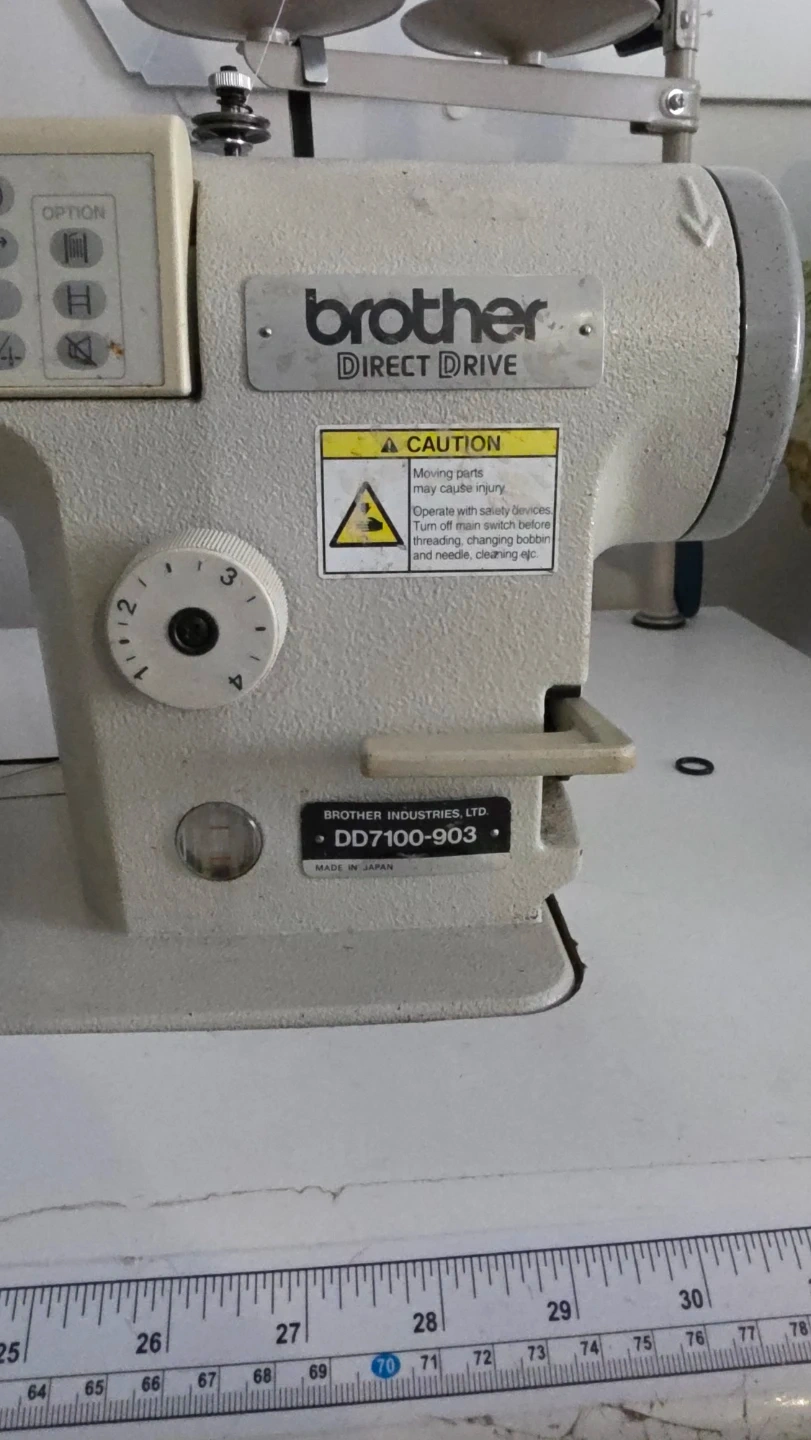 OPTION
brother
DIRECT DRIVE
CAUTION
Moving parts
may cause injury.
Operate with safety devices.
Turn off main switch before
threading, changing bobbin
and needle, cleaning etc.
1
2
3
4
BROTHER INDUSTRIES, LTD.
DD7100-903
MADE IN JAPAN
25 26 27 28 29 30
64 65 66 67 68 69 70 71 72 73 74 75 76 77 78